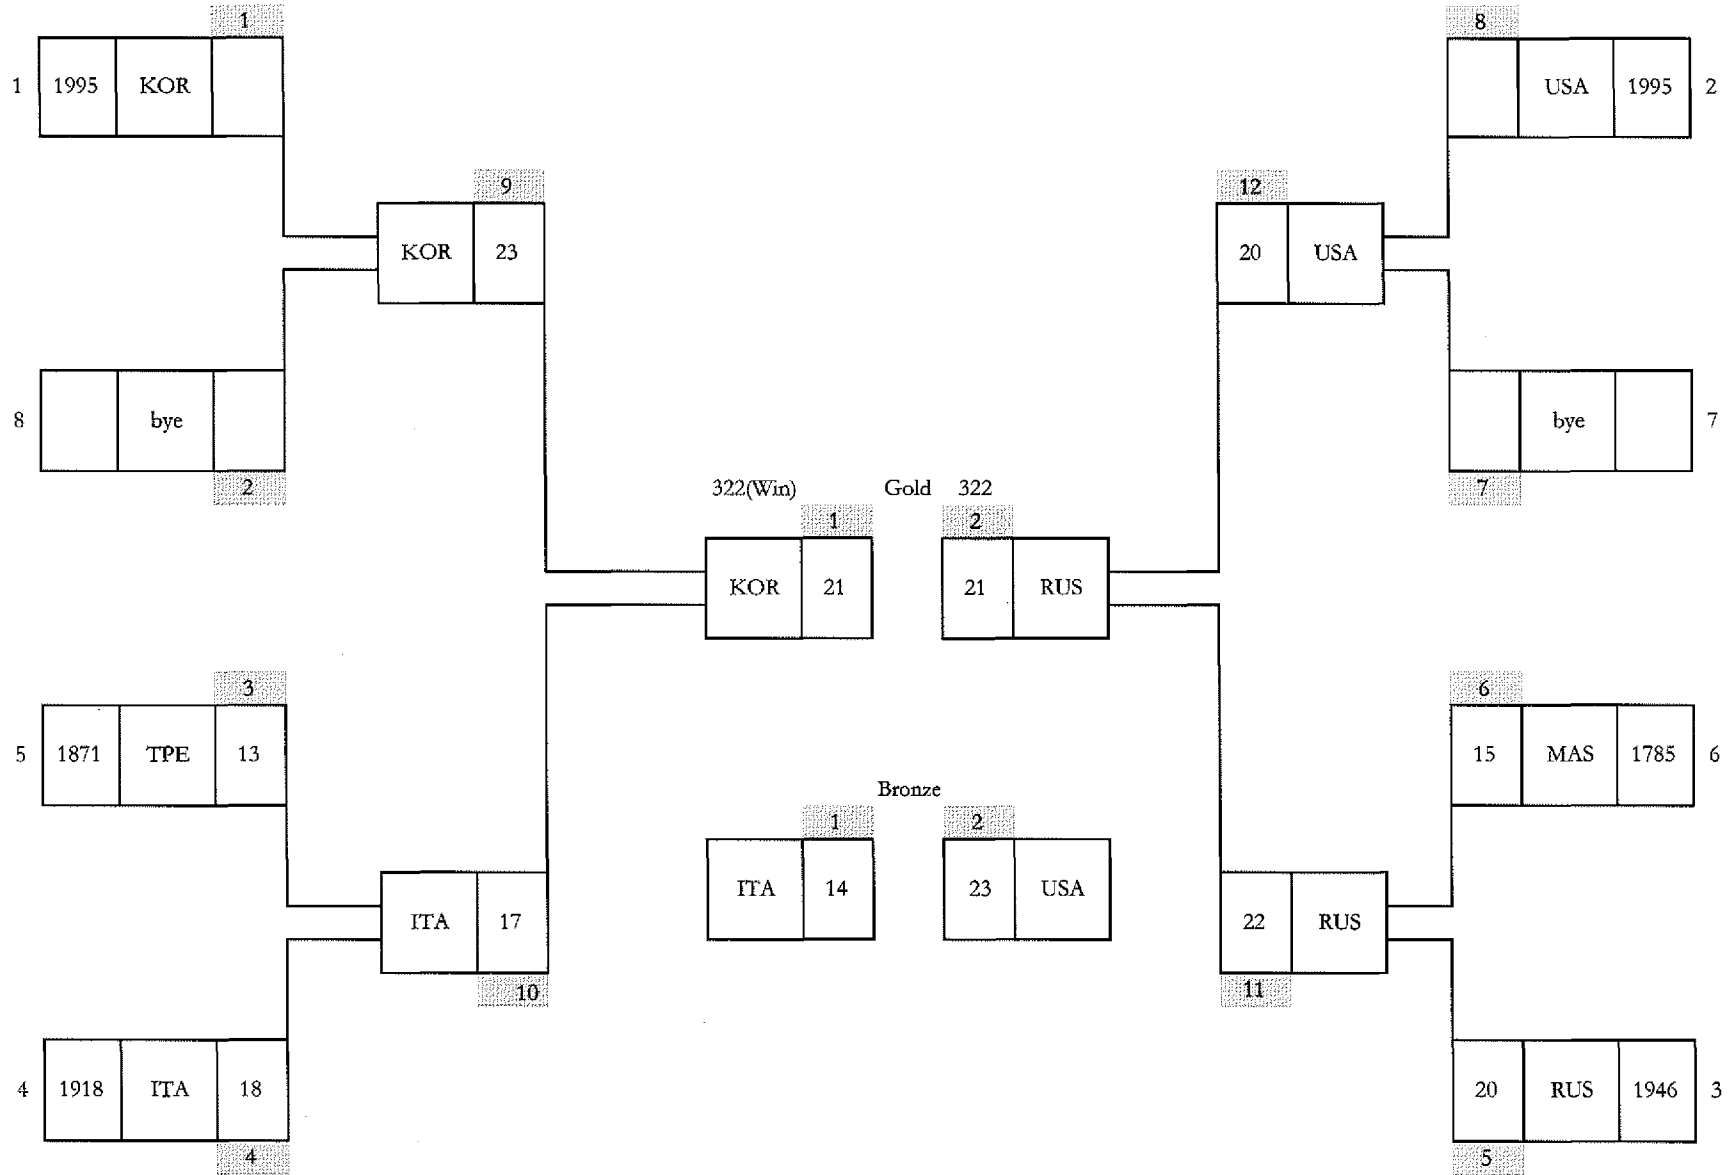 1 8
1 1995 KOR USA 1995 2
9 12
KOR 23 20 USA
8 bye bye 7
2 7
322(Win) Gold 322
1 2
KOR 21 21 RUS
3 6
5 1871 TPE 13 15 MAS 1785 6
Bronze
1 2
ITA 14 23 USA
ITA 17 22 RUS
10 11
4 1918 ITA 18 20 RUS 1946 3
4 5